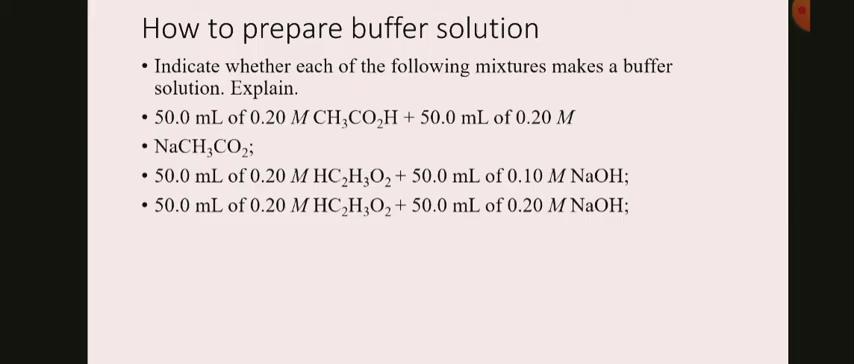 How to prepare buffer solution
• Indicate whether each of the following mixtures makes a buffer
solution. Explain.
• 50.0 mL of 0.20 M CH₃CO₂H + 50.0 mL of 0.20 M
• NaCH₃CO₂;
• 50.0 mL of 0.20 M HC₂H₃O₂ + 50.0 mL of 0.10 M NaOH;
• 50.0 mL of 0.20 M HC₂H₃O₂ + 50.0 mL of 0.20 M NaOH;